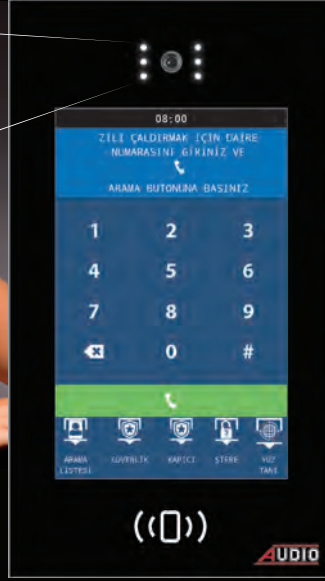 08:00
ZİLİ ÇALDIRMAK İÇİN DAİRE
NUMARASINI GİRİNİZ VE
ARAMA BUTONUNA BASINIZ
1 2 3
4 5 6
7 8 9
0 #
ARAMA GÜVENLİK KAPICI ŞİFRE YÜZ
LİSTESİ TANI
AUDIO